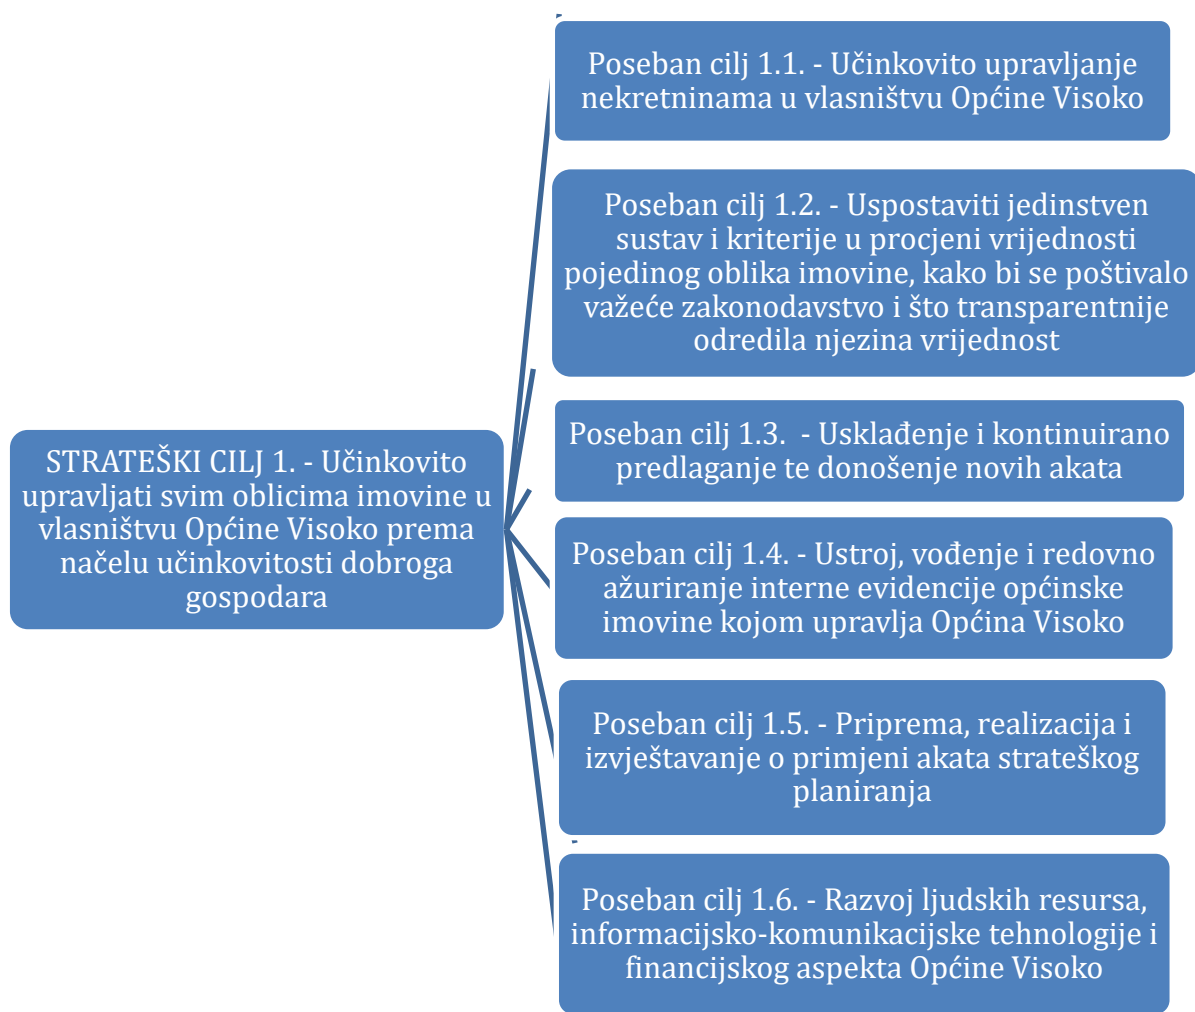 STRATEŠKI CILJ 1. - Učinkovito
upravljati svim oblicima imovine u
vlasništvu Općine Visoko prema
načelu učinkovitosti dobroga
gospodara
Poseban cilj 1.1. - Učinkovito upravljanje
nekretninama u vlasništvu Općine Visoko
Poseban cilj 1.2. - Uspostaviti jedinstven
sustav i kriterije u procjeni vrijednosti
pojedinog oblika imovine, kako bi se poštivalo
važeće zakonodavstvo i što transparentnije
odredila njezina vrijednost
Poseban cilj 1.3.  - Usklađenje i kontinuirano
predlaganje te donošenje novih akata
Poseban cilj 1.4. - Ustroj, vođenje i redovno
ažuriranje interne evidencije općinske
imovine kojom upravlja Općina Visoko
Poseban cilj 1.5. - Priprema, realizacija i
izvještavanje o primjeni akata strateškog
planiranja
Poseban cilj 1.6. - Razvoj ljudskih resursa,
informacijsko-komunikacijske tehnologije i
financijskog aspekta Općine Visoko